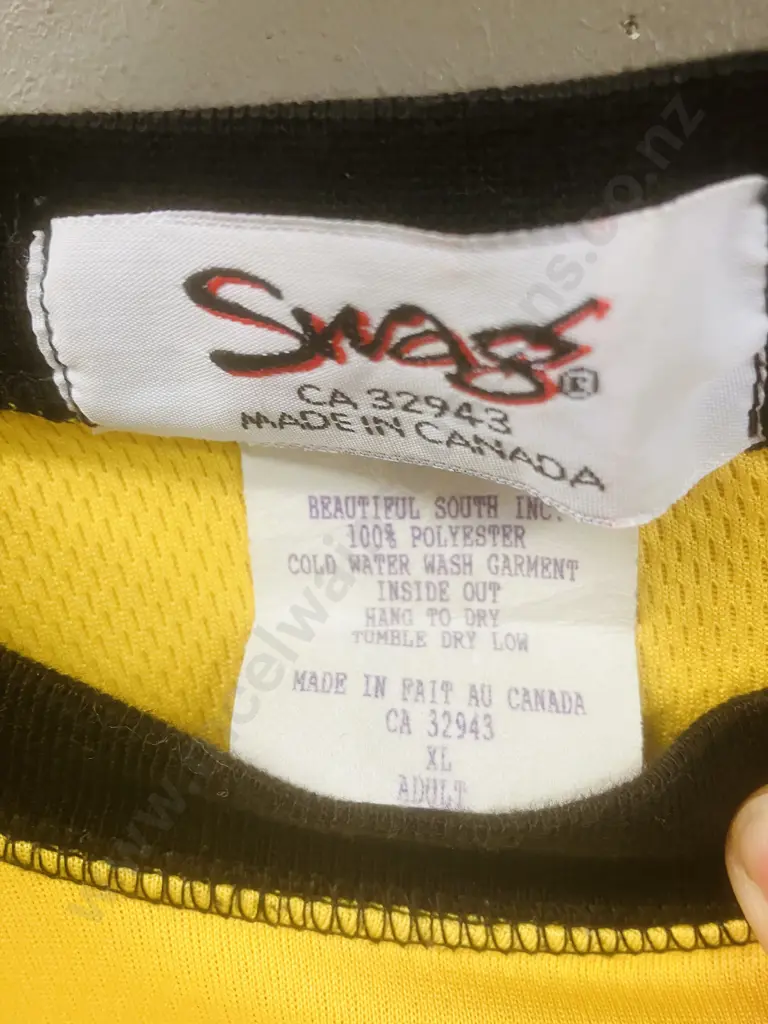 Swag
CA 32943
MADE IN CANADA
BEAUTIFUL SOUTH INC.
100% POLYESTER
COLD WATER WASH GARMENT
INSIDE OUT
HANG TO DRY
TUMBLE DRY LOW
MADE IN FAIT AU CANADA
CA 32943
XL
ADULT